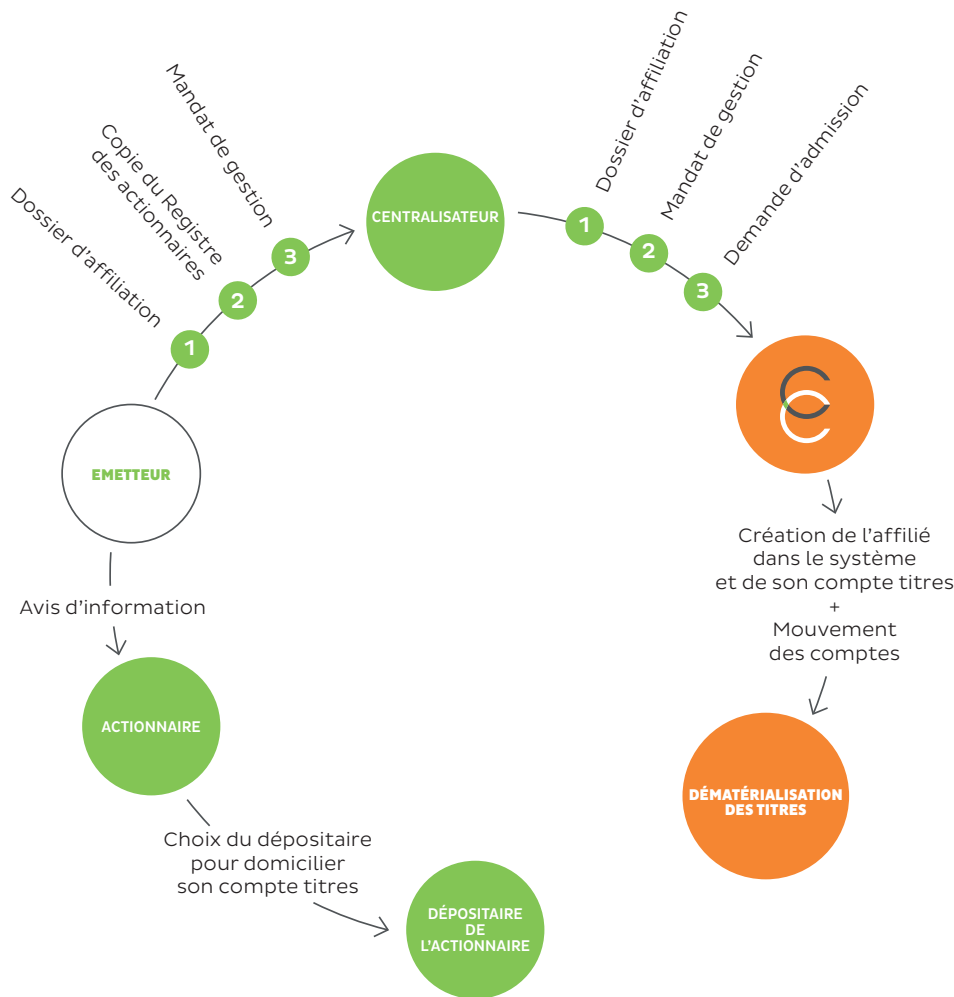 Dossier d'affiliation
Copie du Registre
des actionnaires
Mandat de gestion
1
2
3
CENTRALISATEUR
Dossier d'affiliation
Mandat de gestion
Demande d'admission
1
2
3
EMETTEUR
Avis d'information
ACTIONNAIRE
Choix du dépositaire
pour domicilier
son compte titres
DÉPOSITAIRE
DE
L'ACTIONNAIRE
Création de l'affilié
dans le système
et de son compte titres
+
Mouvement
des comptes
DÉMATÉRIALISATION
DES TITRES